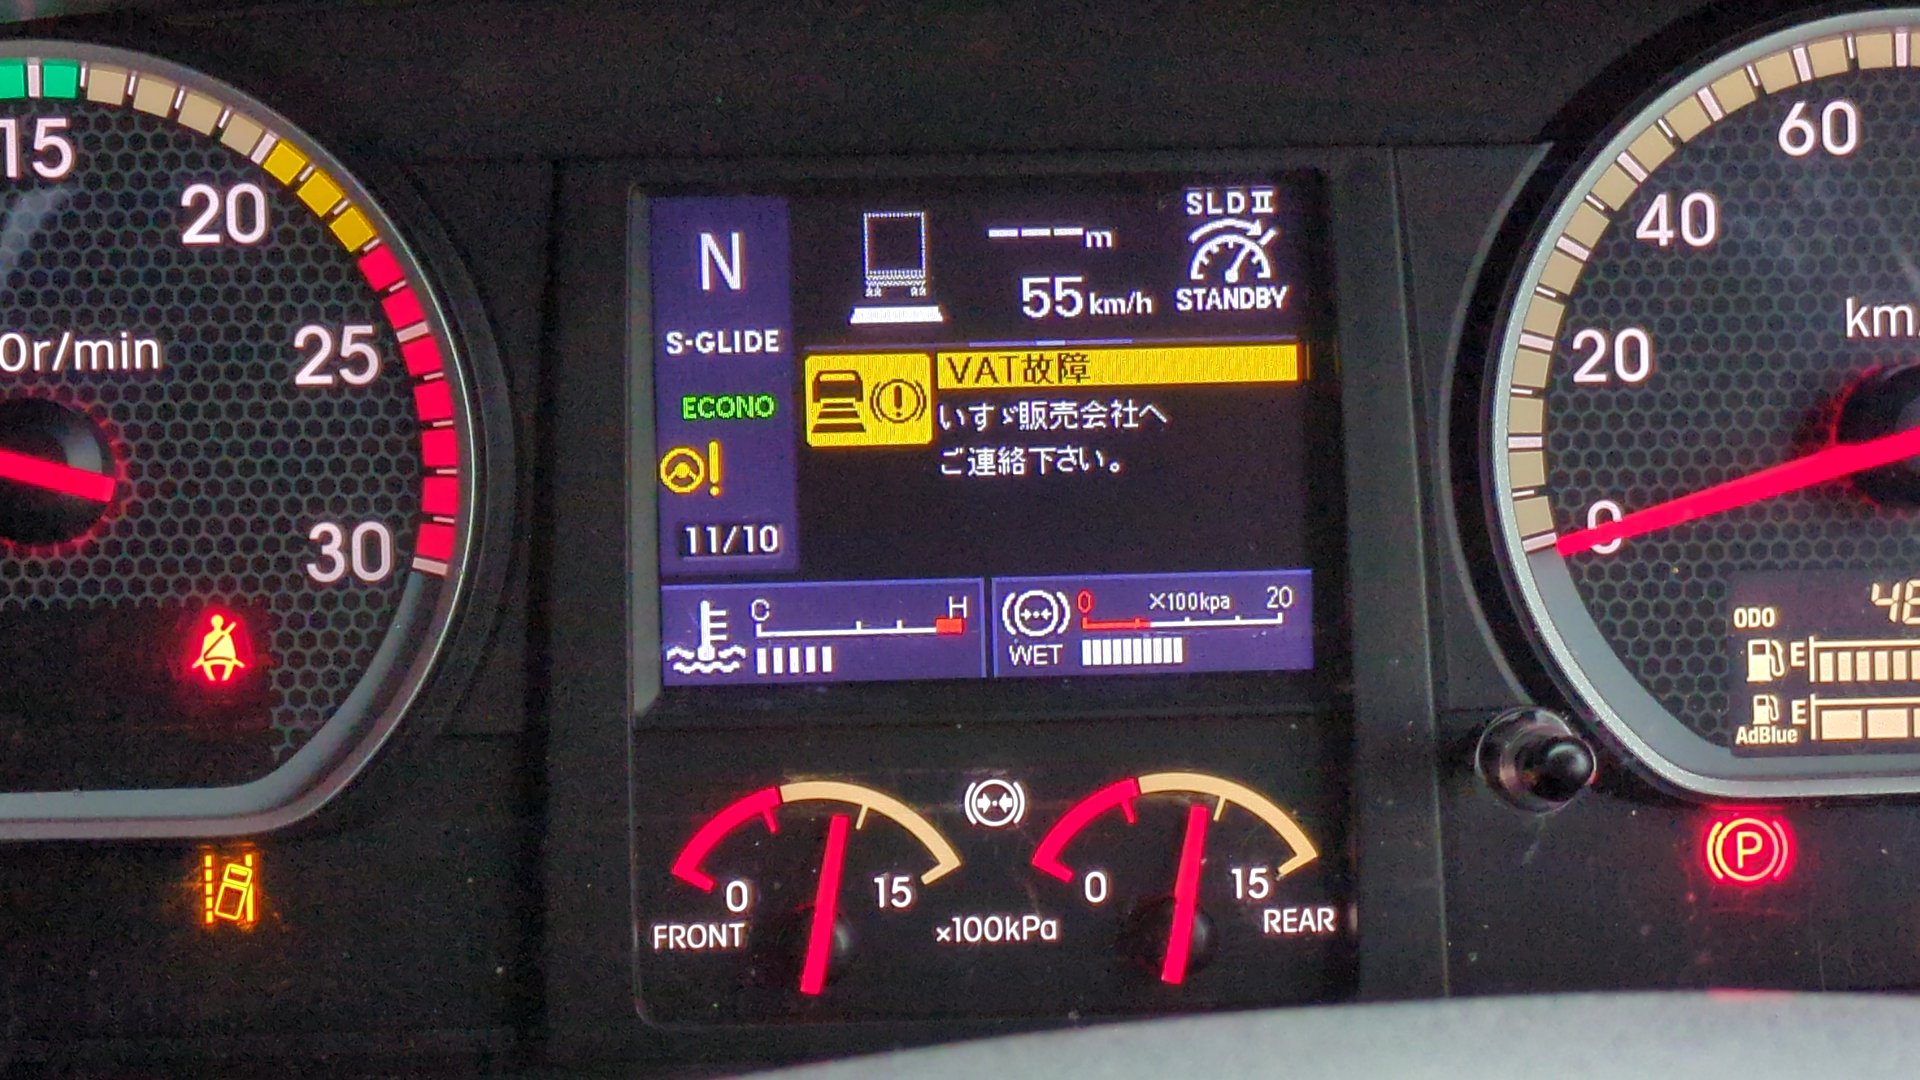 15
20
25
30
0r/min
N
S-GLIDE
ECONO
!
11/10
---m
55km/h
SLDⅡ
STANDBY
VAT故障
いすゞ販売会社へ
ご連絡下さい。
C H
0 ×100kpa 20
WET
0 15
FRONT
×100kPa
0 15
REAR
60
40
20
0
km/
ODO 48
E
E
AdBlue
P